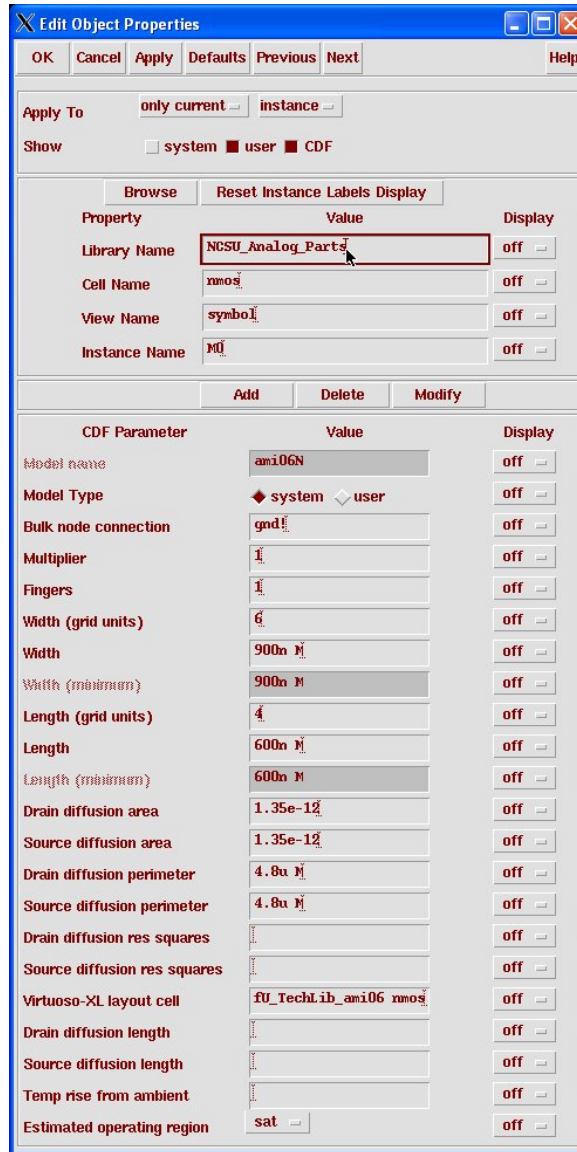 X Edit Object Properties
OK Cancel Apply Defaults Previous Next Help
Apply To only current instance
Show system user CDF
Browse Reset Instance Labels Display
Property Value Display
Library Name NCSU_Analog_Parts off
Cell Name nmos off
View Name symbol off
Instance Name M0 off
Add Delete Modify
CDF Parameter Value Display
Model name ami06N off
Model Type system user off
Bulk node connection gnd! off
Multiplier 1 off
Fingers 1 off
Width (grid units) 6 off
Width 900n M off
Width (minimum) 900n M off
Length (grid units) 4 off
Length 600n M off
Length (minimum) 600n M off
Drain diffusion area 1.35e-12 off
Source diffusion area 1.35e-12 off
Drain diffusion perimeter 4.8u M off
Source diffusion perimeter 4.8u M off
Drain diffusion res squares off
Source diffusion res squares off
Virtuoso-XL layout cell fU_TechLib_ami06 nmos off
Drain diffusion length off
Source diffusion length off
Temp rise from ambient off
Estimated operating region sat off